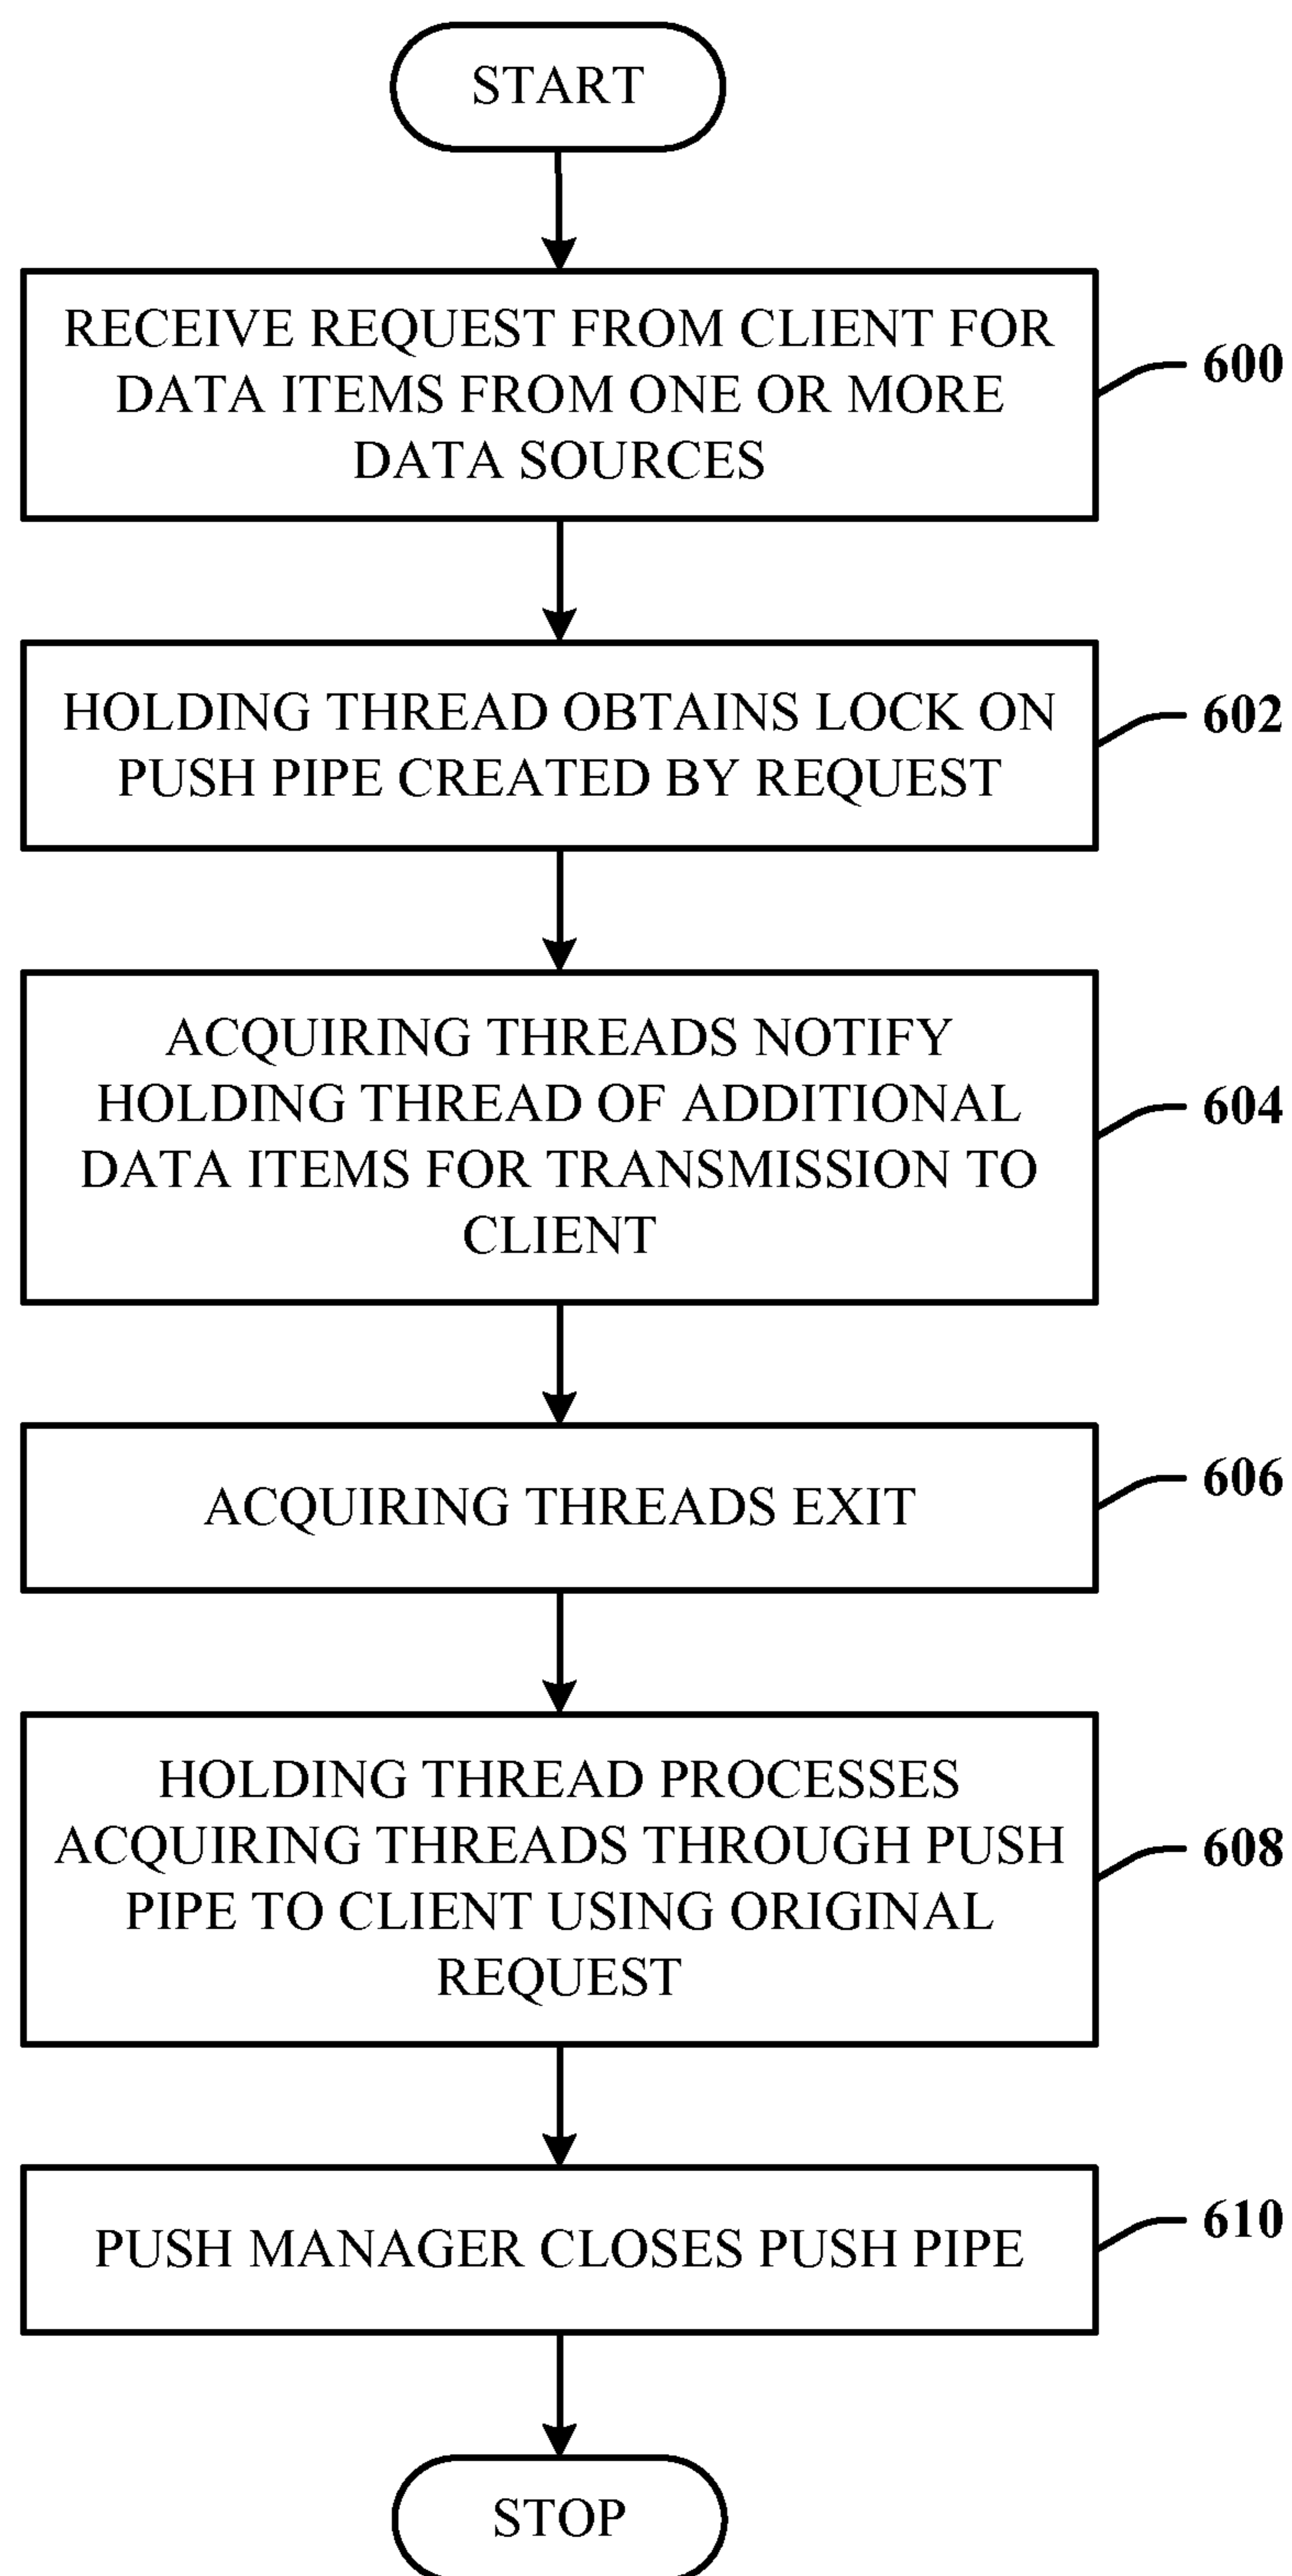 START
RECEIVE REQUEST FROM CLIENT FOR
DATA ITEMS FROM ONE OR MORE
DATA SOURCES
600
HOLDING THREAD OBTAINS LOCK ON
PUSH PIPE CREATED BY REQUEST
602
ACQUIRING THREADS NOTIFY
HOLDING THREAD OF ADDITIONAL
DATA ITEMS FOR TRANSMISSION TO
CLIENT
604
ACQUIRING THREADS EXIT
606
HOLDING THREAD PROCESSES
ACQUIRING THREADS THROUGH PUSH
PIPE TO CLIENT USING ORIGINAL
REQUEST
608
PUSH MANAGER CLOSES PUSH PIPE
610
STOP